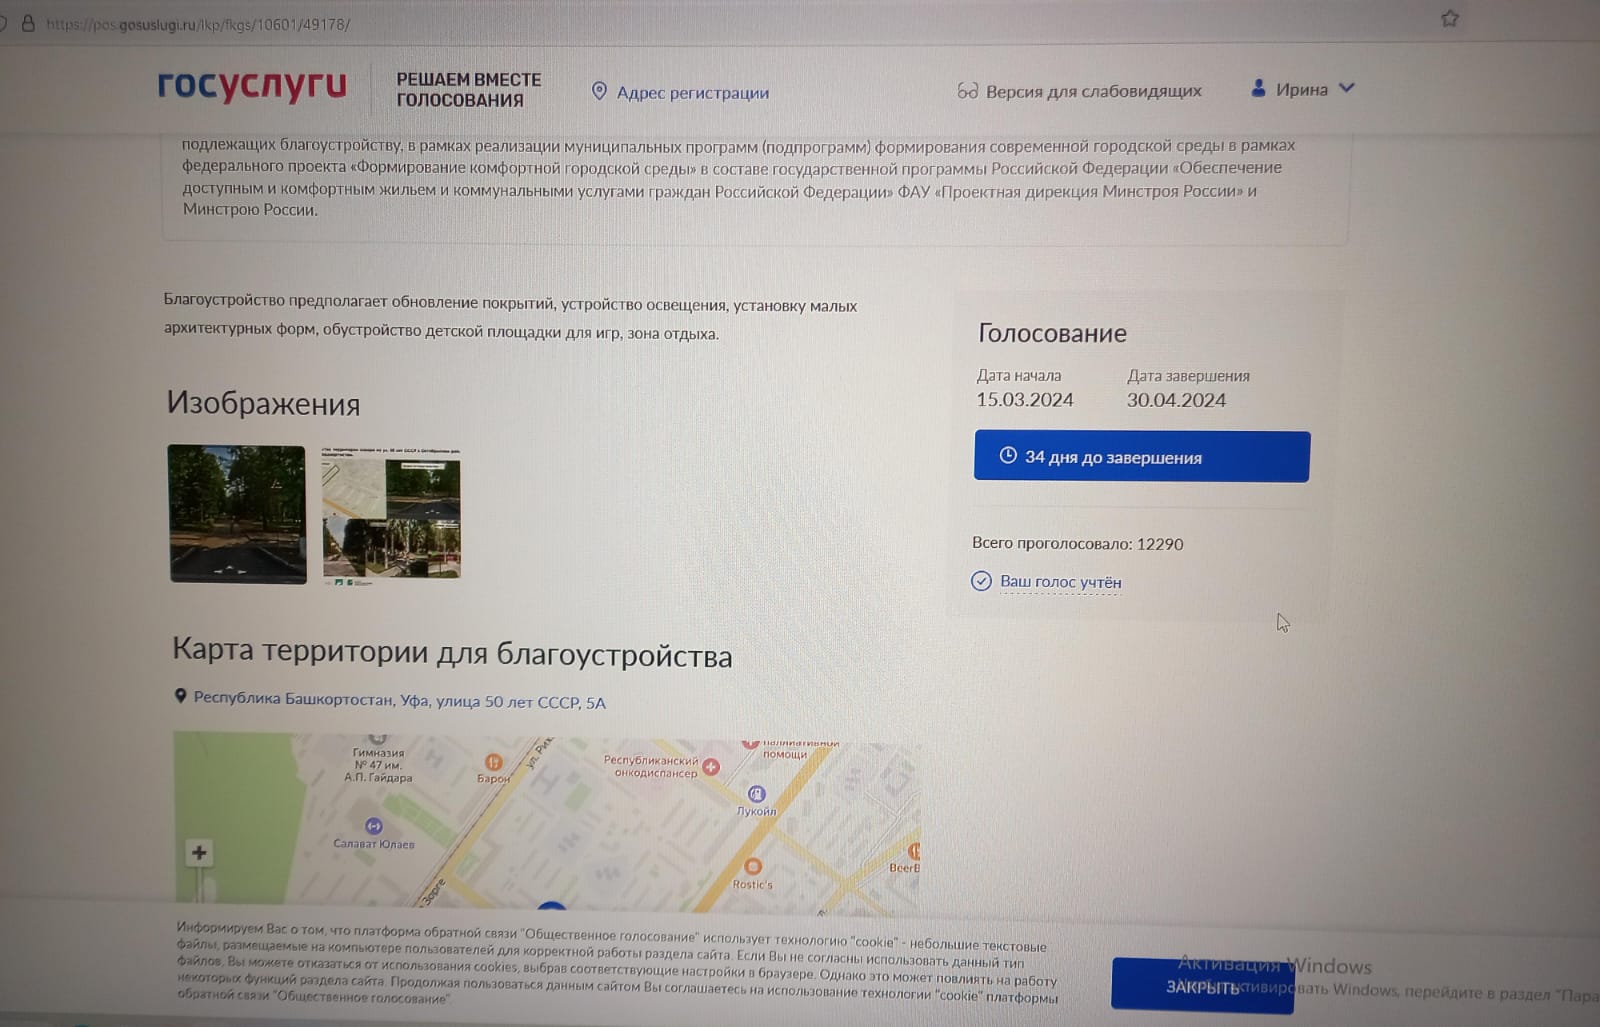 https://pos.gosuslugi.ru/lkp/fkgs/10601/49178/
госуслуги
РЕШАЕМ ВМЕСТЕ
ГОЛОСОВАНИЯ
Адрес регистрации
Версия для слабовидящих
Ирина
подлежащих благоустройству, в рамках реализации муниципальных программ (подпрограмм) формирования современной городской среды в рамках
федерального проекта «Формирование комфортной городской среды» в составе государственной программы Российской Федерации «Обеспечение
доступным и комфортным жильем и коммунальными услугами граждан Российской Федерации» ФАУ «Проектная дирекция Минстроя России» и
Минстрою России.
Благоустройство предполагает обновление покрытий, устройство освещения, установку малых
архитектурных форм, обустройство детской площадки для игр, зона отдыха.
Голосование
Дата начала
Дата завершения
15.03.2024
30.04.2024
34 дня до завершения
Всего проголосовало: 12290
Ваш голос учтён
Изображения
Карта территории для благоустройства
Республика Башкортостан, Уфа, улица 50 лет СССР, 5А
Гимназия
№ 47 им.
А.П. Гайдара
Барон
ул. Рих
Республиканский
онкодиспансер
паллиативной
помощи
Лукойл
Салават Юлаев
Rostic's
BeerB
Зорге
+
Информируем Вас о том, что платформа обратной связи "Общественное голосование" использует технологию "cookie" - небольшие текстовые
файлы, размещаемые на компьютере пользователей для корректной работы раздела сайта. Если Вы не согласны использовать данный тип
файлов, Вы можете отказаться от использования cookies, выбрав соответствующие настройки в браузере. Однако это может повлиять на работу
некоторых функций раздела сайта. Продолжая пользоваться данным сайтом Вы соглашаетесь на использование технологии "cookie" платформы
обратной связи "Общественное голосование".
ЗАКРЫТЬ
Активация Windows
Чтобы активировать Windows, перейдите в раздел "Пара